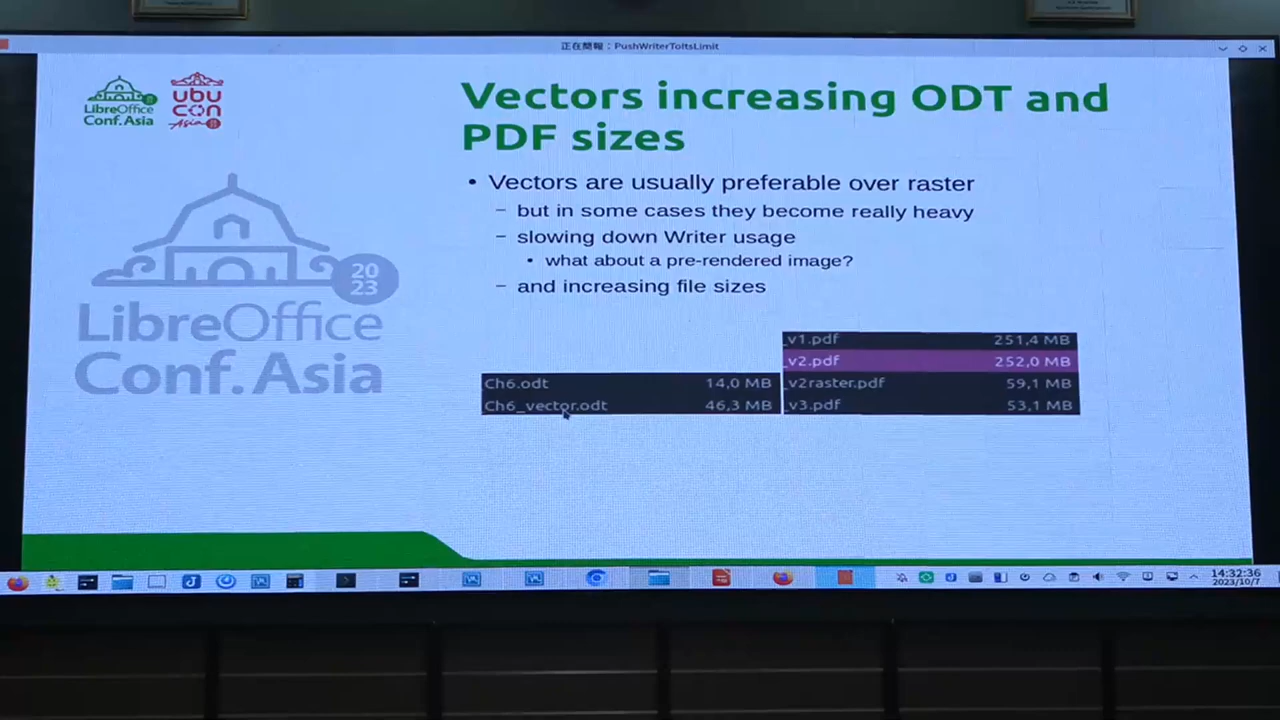 正在簡報：PushWriterToItsLimit
LibreOffice
Conf.Asia
ubu
con
Asia
Vectors increasing ODT and
PDF sizes
• Vectors are usually preferable over raster
– but in some cases they become really heavy
– slowing down Writer usage
• what about a pre-rendered image?
– and increasing file sizes
20
23
LibreOffice
Conf.Asia
Ch6.odt 14,0 MB
Ch6_vector.odt 46,3 MB
_v1.pdf 251,4 MB
_v2.pdf 252,0 MB
_v2raster.pdf 59,1 MB
_v3.pdf 53,1 MB
14:32:36
2023/10/7